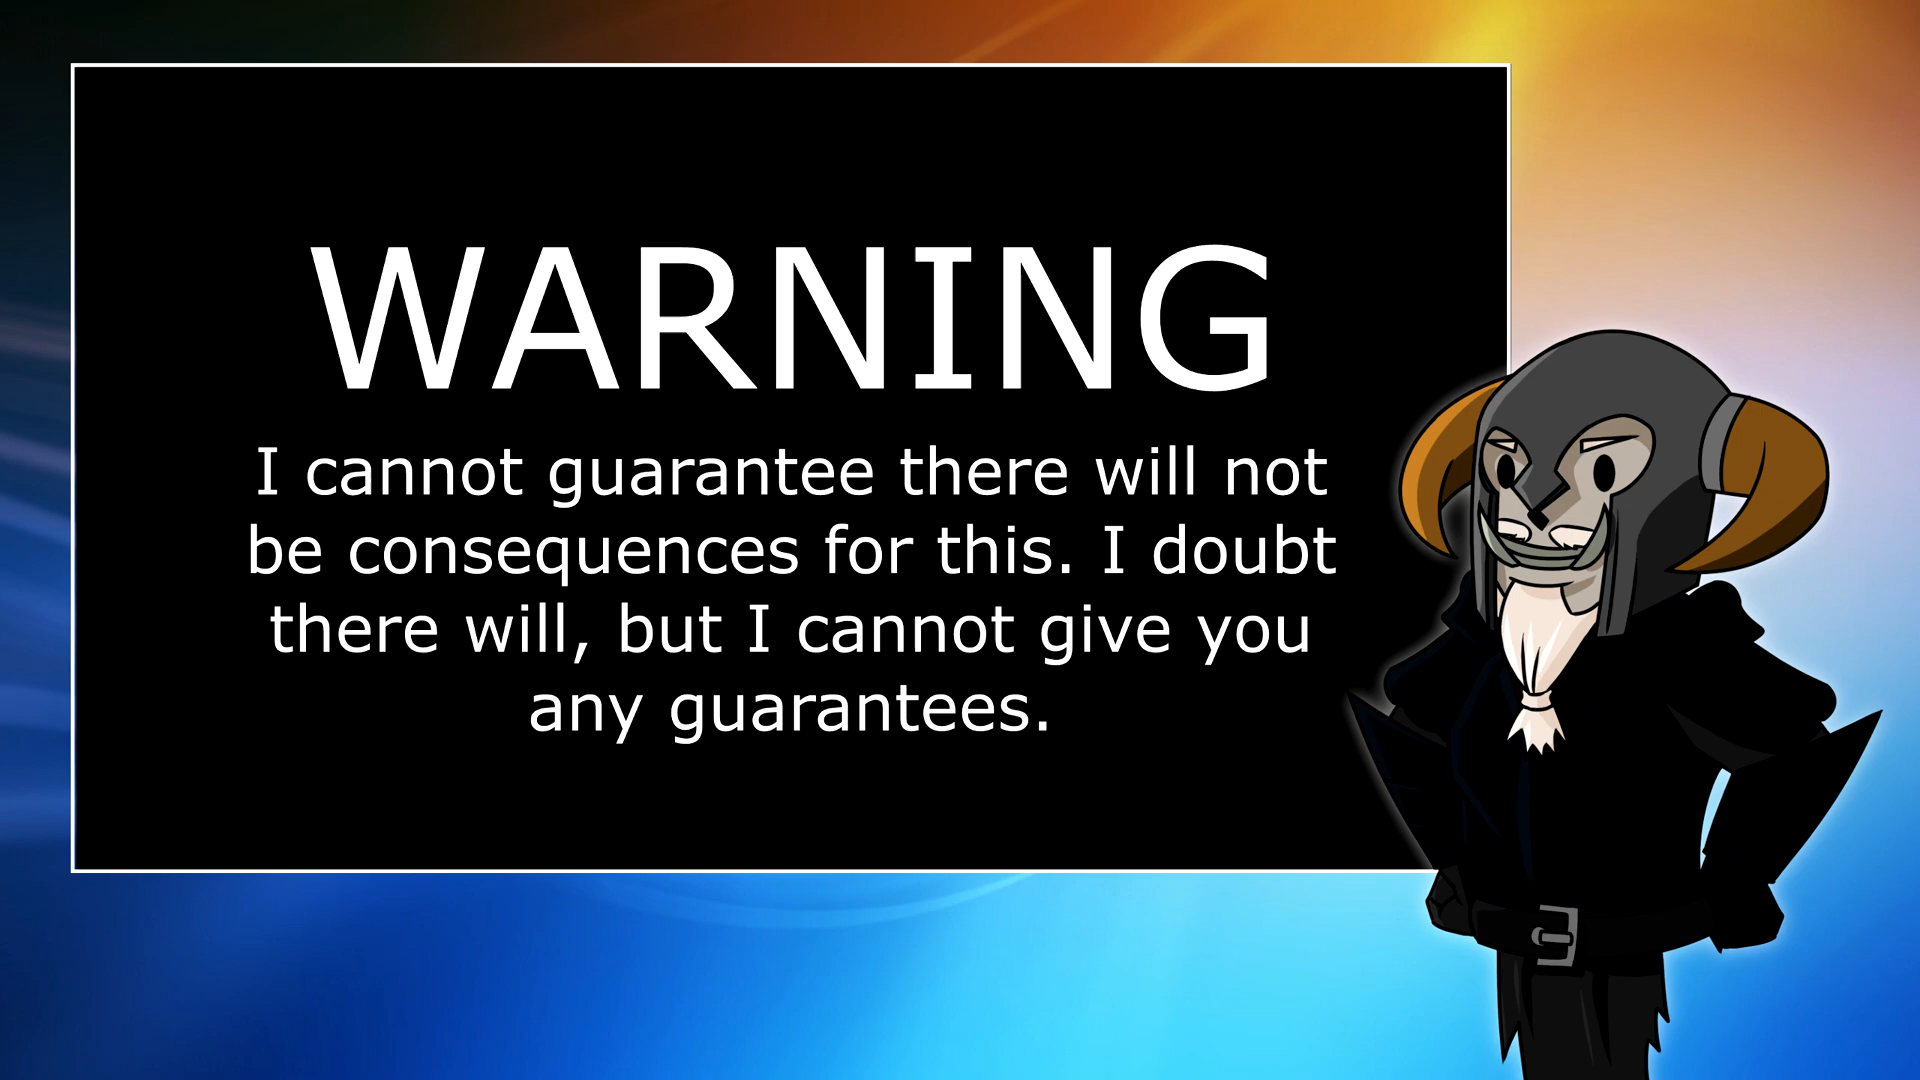 WARNING
I cannot guarantee there will not
be consequences for this. I doubt
there will, but I cannot give you
any guarantees.